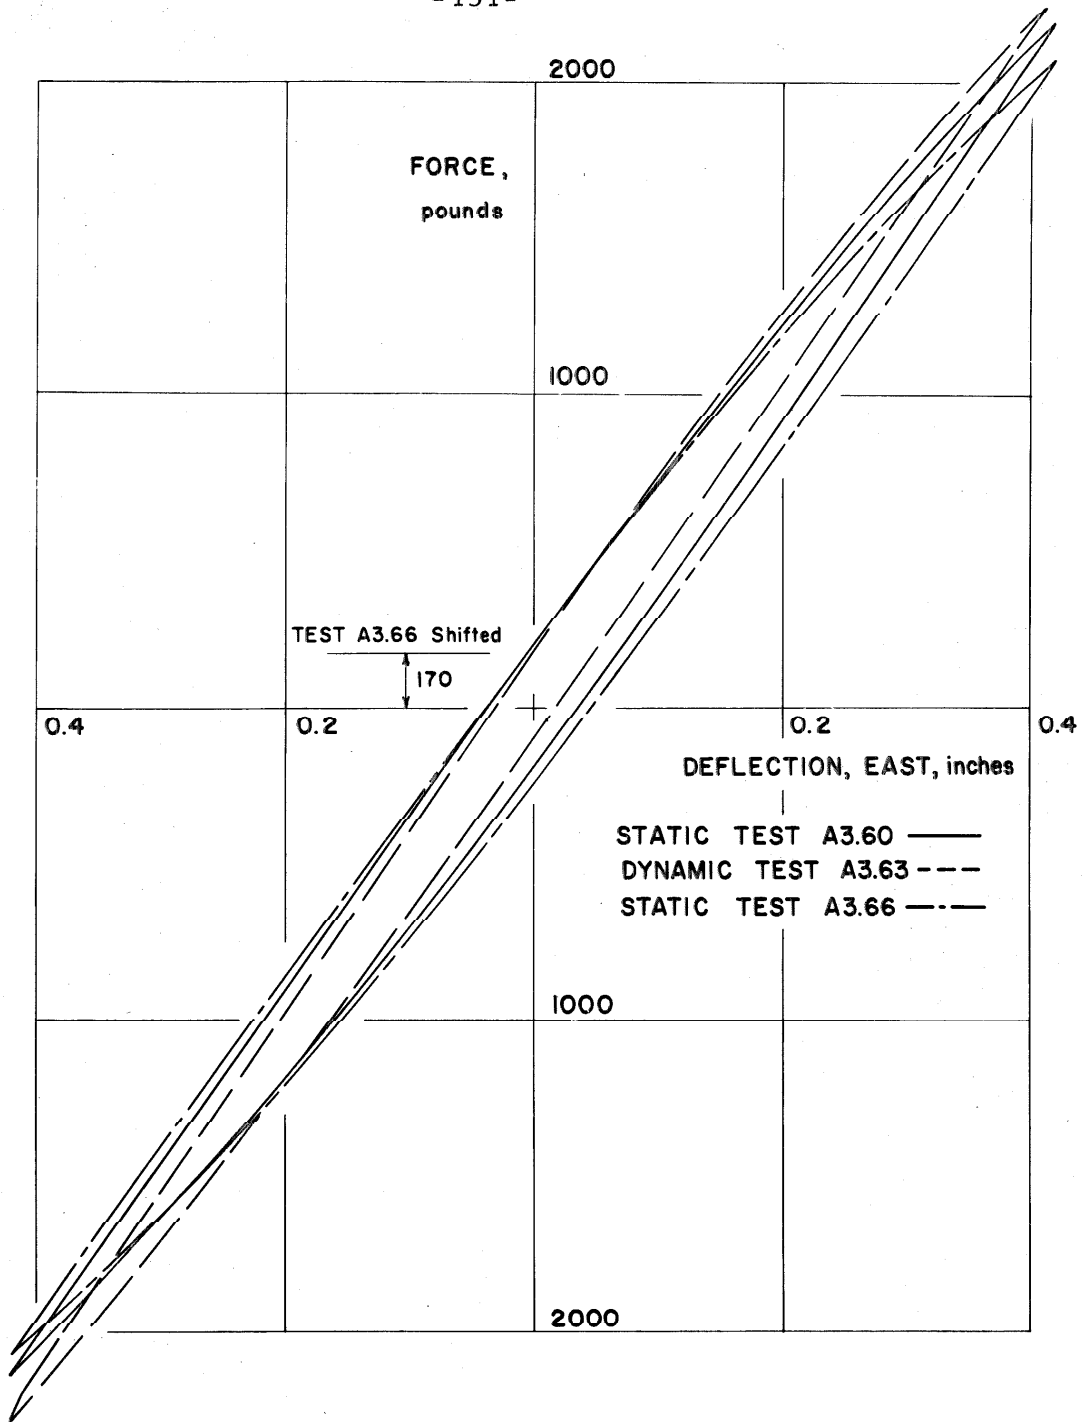 2000
FORCE,
pounds
1000
TEST A3.66 Shifted
170
0.4 0.2 0.2 0.4
DEFLECTION, EAST, inches
STATIC TEST A3.60
DYNAMIC TEST A3.63
STATIC TEST A3.66
1000
2000